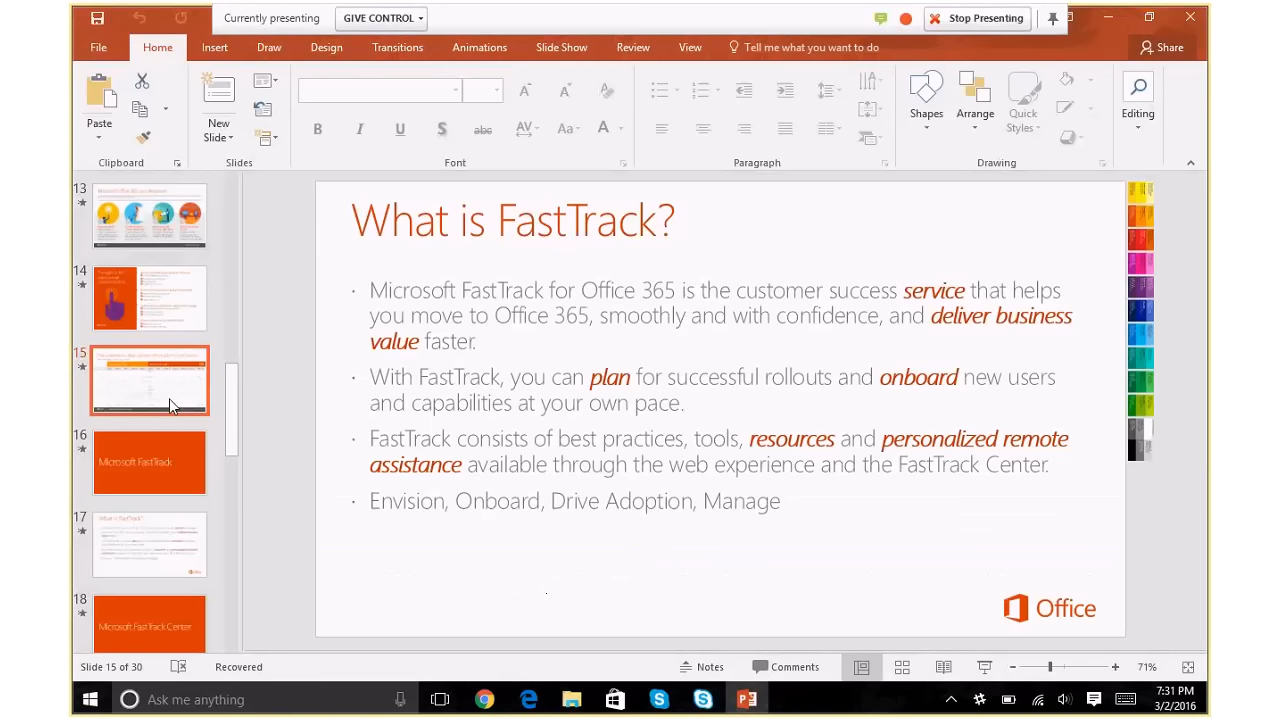 Currently presenting GIVE CONTROL Stop Presenting
File Home Insert Draw Design Transitions Animations Slide Show Review View Tell me what you want to do Share
Paste New Slide Shapes Arrange Quick Styles Editing
B I U S abc AV Aa A
Clipboard Slides Font Paragraph Drawing
13
14
15
16
Microsoft FastTrack
17
What is FastTrack?
18
Microsoft FastTrack Center
What is FastTrack?
· Microsoft FastTrack for Office 365 is the customer success service that helps
you move to Office 365, smoothly and with confidence, and deliver business
value faster.
· With FastTrack, you can plan for successful rollouts and onboard new users
and capabilities at your own pace.
· FastTrack consists of best practices, tools, resources and personalized remote
assistance available through the web experience and the FastTrack Center.
· Envision, Onboard, Drive Adoption, Manage
Office
Slide 15 of 30 Recovered Notes Comments 71%
Ask me anything 7:31 PM
3/2/2016